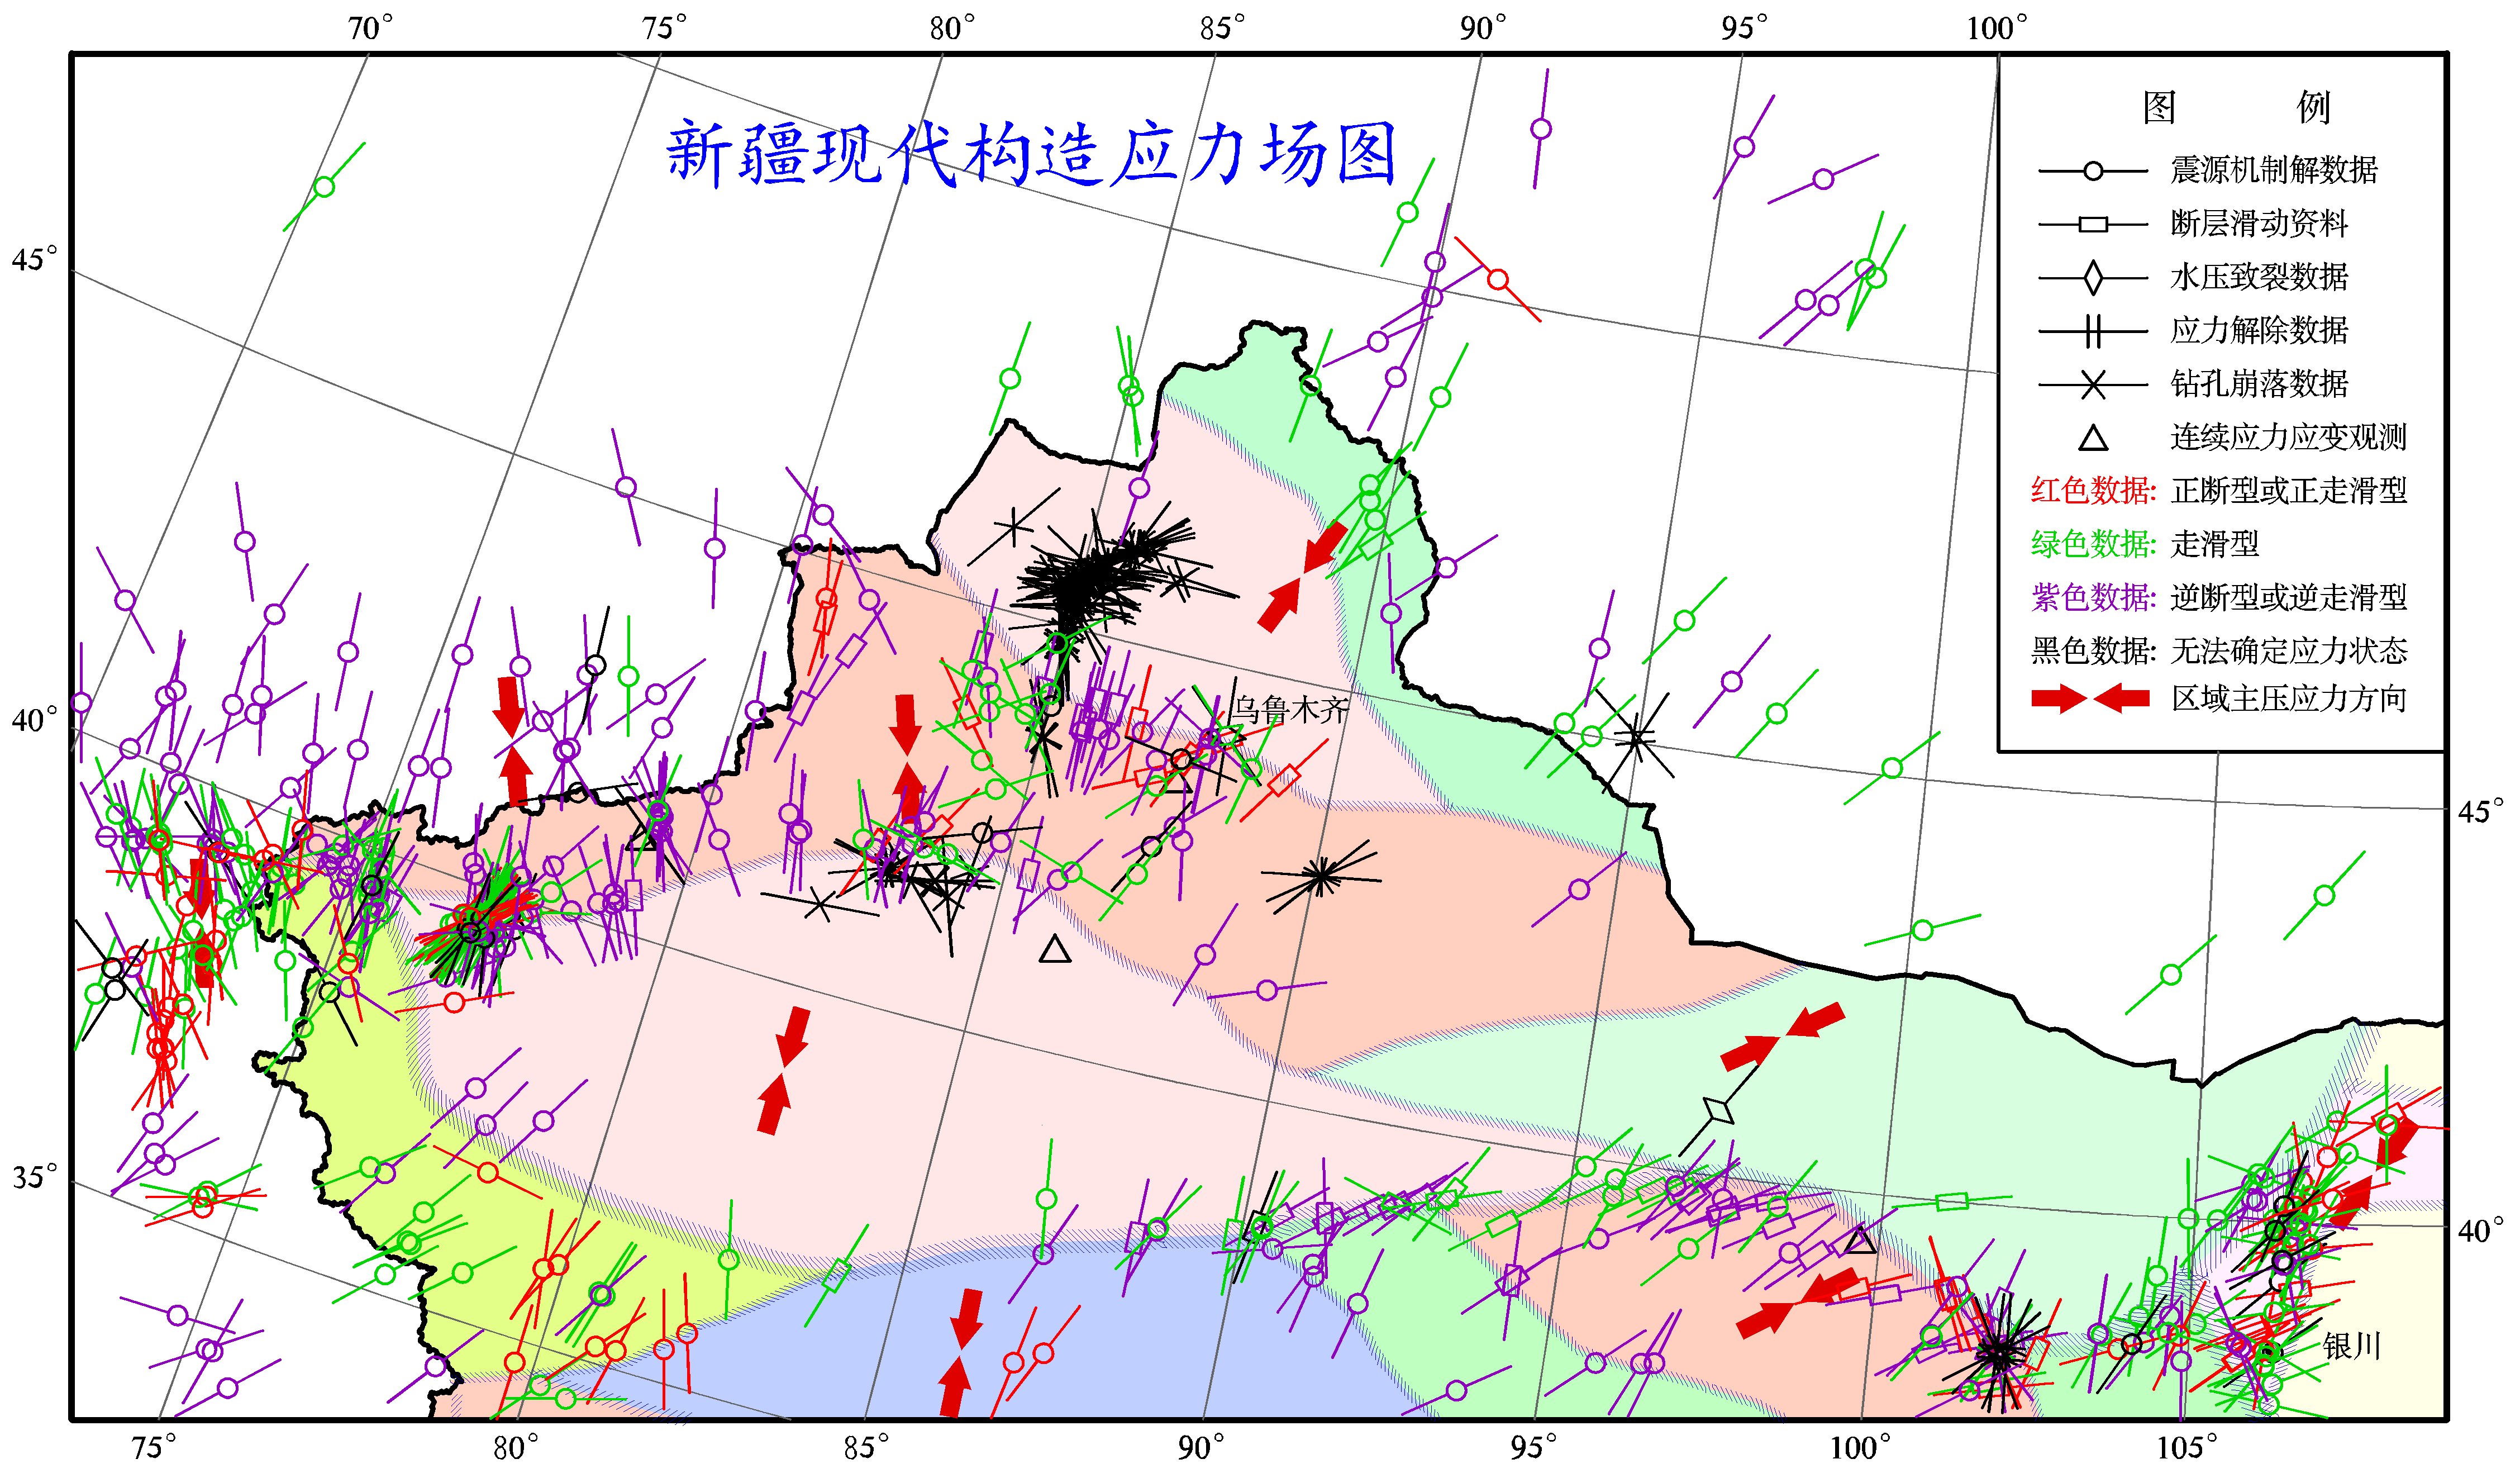 70° 75° 80° 85° 90° 95° 100°
新疆现代构造应力场图
图 例
震源机制解数据
断层滑动资料
水压致裂数据
应力解除数据
钻孔崩落数据
连续应力应变观测
红色数据: 正断型或正走滑型
绿色数据: 走滑型
紫色数据: 逆断型或逆走滑型
黑色数据: 无法确定应力状态
区域主压应力方向
45°
40°
35°
乌鲁木齐
银川
45°
40°
75° 80° 85° 90° 95° 100° 105°